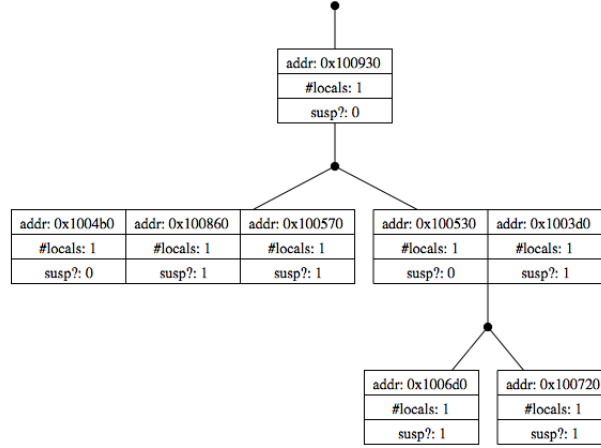 addr: 0x100930
#locals: 1
susp?: 0
addr: 0x1004b0 addr: 0x100860 addr: 0x100570
#locals: 1 #locals: 1 #locals: 1
susp?: 0 susp?: 1 susp?: 1
addr: 0x100530 addr: 0x1003d0
#locals: 1 #locals: 1
susp?: 0 susp?: 1
addr: 0x1006d0
#locals: 1
susp?: 1
addr: 0x100720
#locals: 1
susp?: 1